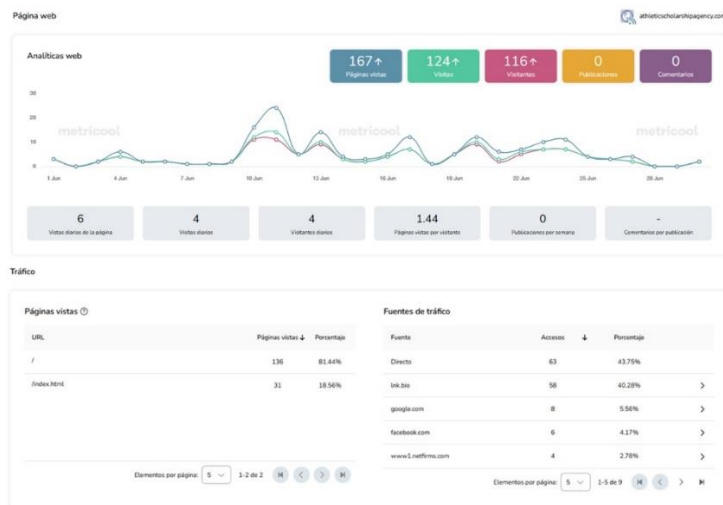 Página web
athleticscholarshipagency.com
Analíticas web
167↑ 124↑ 116↑ 0 0
Páginas vistas Visitas Visitantes Publicaciones Comentarios
30
20
10
0
metricool metricool metricool
1 Jun 4 Jun 7 Jun 10 Jun 13 Jun 16 Jun 19 Jun 22 Jun 25 Jun 28 Jun
6 4 4 1.44 0 -
Vistas diarias de la página Visitas diarias Visitantes diarios Páginas vistas por visitante Publicaciones por semana Comentarios por publicación
Tráfico
Páginas vistas
URL Páginas vistas ↓ Porcentaje
/ 136 81.44%
/index.html 31 18.56%
Elementos por página: 5 1-2 de 2
Fuentes de tráfico
Fuente Accesos ↓ Porcentaje
Directo 63 43.75%
lnk.bio 58 40.28%
google.com 8 5.56%
facebook.com 6 4.17%
www1.netfirms.com 4 2.78%
Elementos por página: 5 1-5 de 9